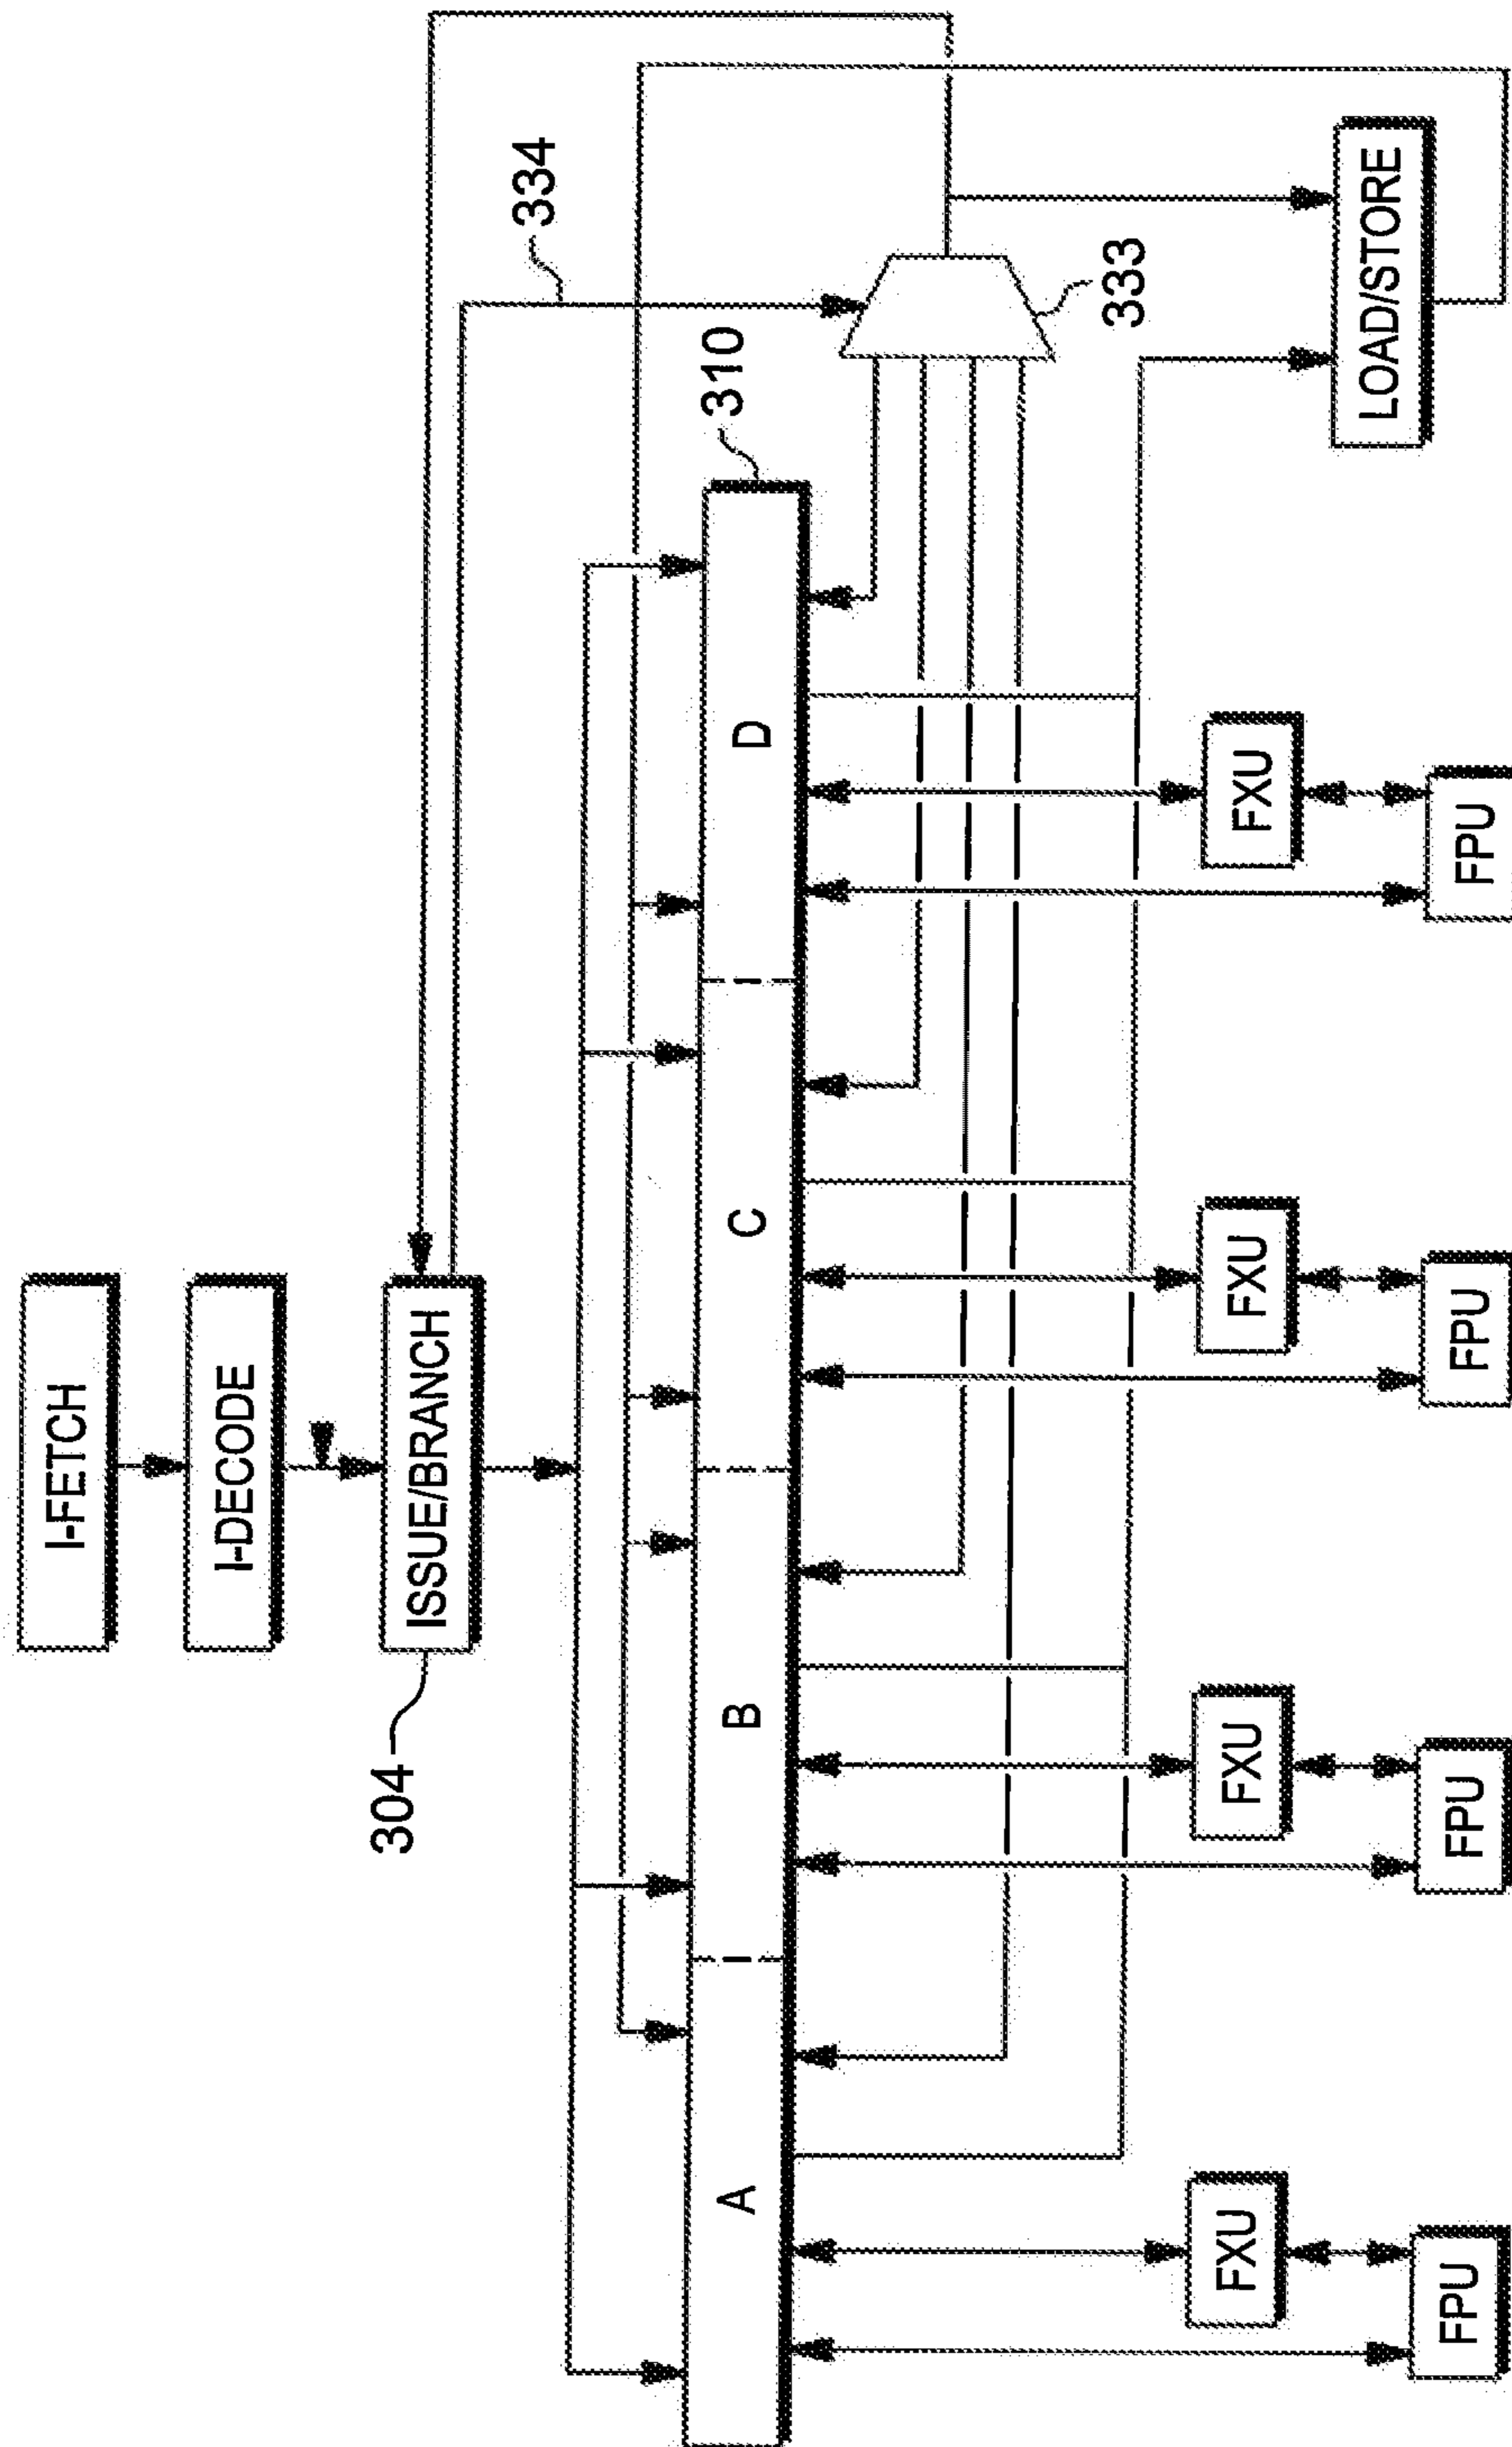 I-FETCH
I-DECODE
ISSUE/BRANCH
304
334
310
A
B
C
D
333
FXU
FXU
FXU
FXU
LOAD/STORE
FPU
FPU
FPU
FPU